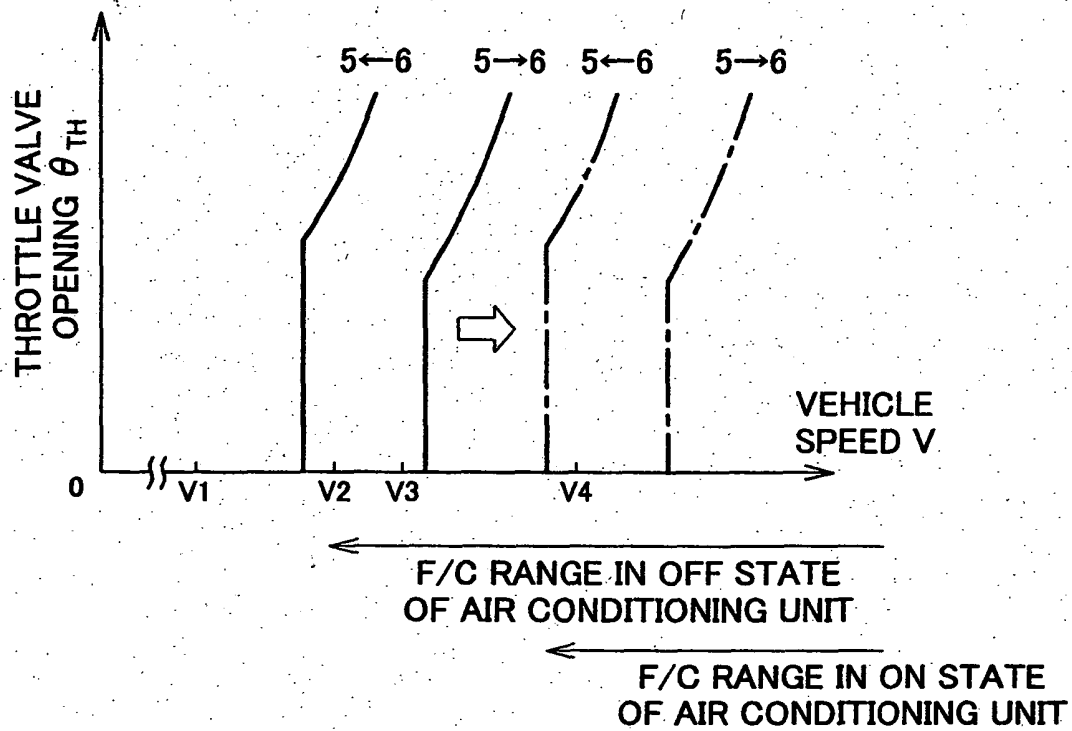 5←6 5→6 5←6 5→6
THROTTLE VALVE
OPENING θTH
VEHICLE
SPEED V
0 V1 V2 V3 V4
F/C RANGE IN OFF STATE
OF AIR CONDITIONING UNIT
F/C RANGE IN ON STATE
OF AIR CONDITIONING UNIT